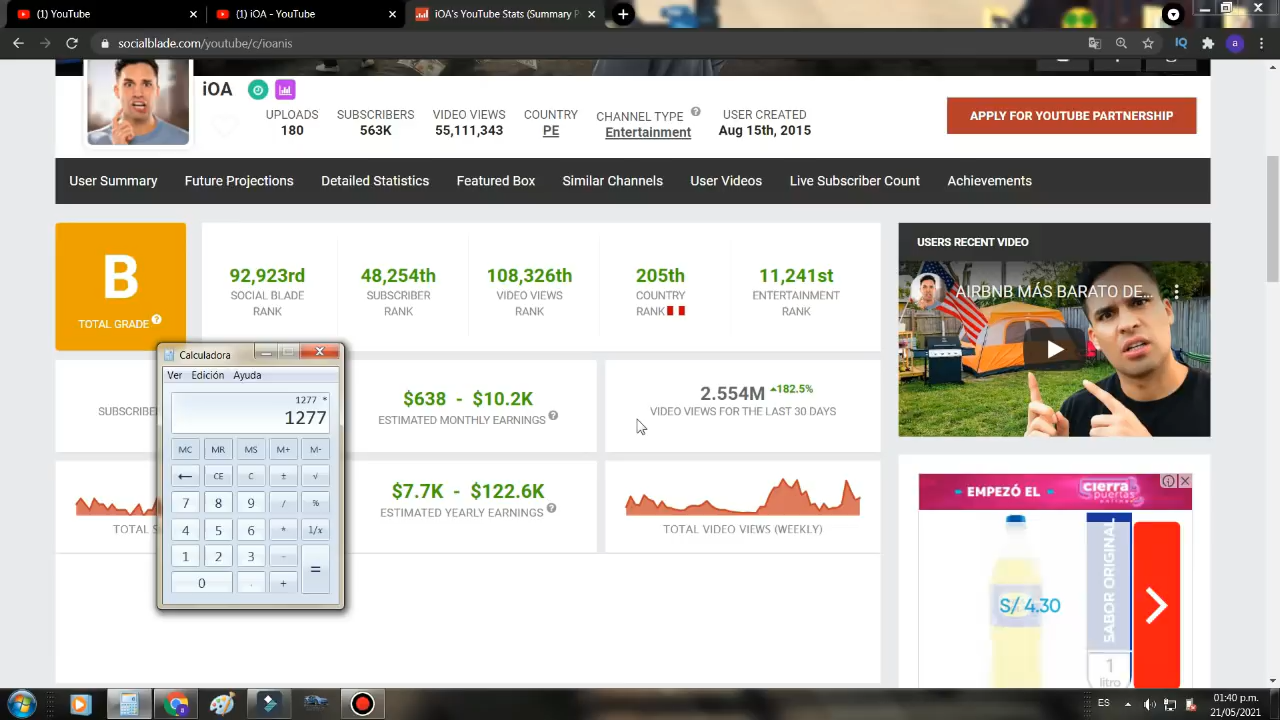 (1) YouTube
(1) iOA - YouTube
iOA's YouTube Stats (Summary P
socialblade.com/youtube/c/ioanis
IQ
a
iOA
UPLOADS
180
SUBSCRIBERS
563K
VIDEO VIEWS
55,111,343
COUNTRY
PE
CHANNEL TYPE ?
Entertainment
USER CREATED
Aug 15th, 2015
APPLY FOR YOUTUBE PARTNERSHIP
User Summary
Future Projections
Detailed Statistics
Featured Box
Similar Channels
User Videos
Live Subscriber Count
Achievements
B
TOTAL GRADE ?
92,923rd
SOCIAL BLADE
RANK
48,254th
SUBSCRIBER
RANK
108,326th
VIDEO VIEWS
RANK
205th
COUNTRY
RANK
11,241st
ENTERTAINMENT
RANK
USERS RECENT VIDEO
AIRBNB MÁS BARATO DE...
SUBSCRIBE
$638 - $10.2K
ESTIMATED MONTHLY EARNINGS ?
2.554M 182.5%
VIDEO VIEWS FOR THE LAST 30 DAYS
TOTAL S
$7.7K - $122.6K
ESTIMATED YEARLY EARNINGS ?
TOTAL VIDEO VIEWS (WEEKLY)
Calculadora
Ver Edición Ayuda
1277 *
1277
MC MR MS M+ M-
← CE C ± √
7 8 9 / %
4 5 6 * 1/x
1 2 3 - =
0 . +
EMPEZÓ EL
cierra
puertas
S/ 4.30
SABOR ORIGINAL
1
litro
ES
01:40 p.m.
21/05/2021